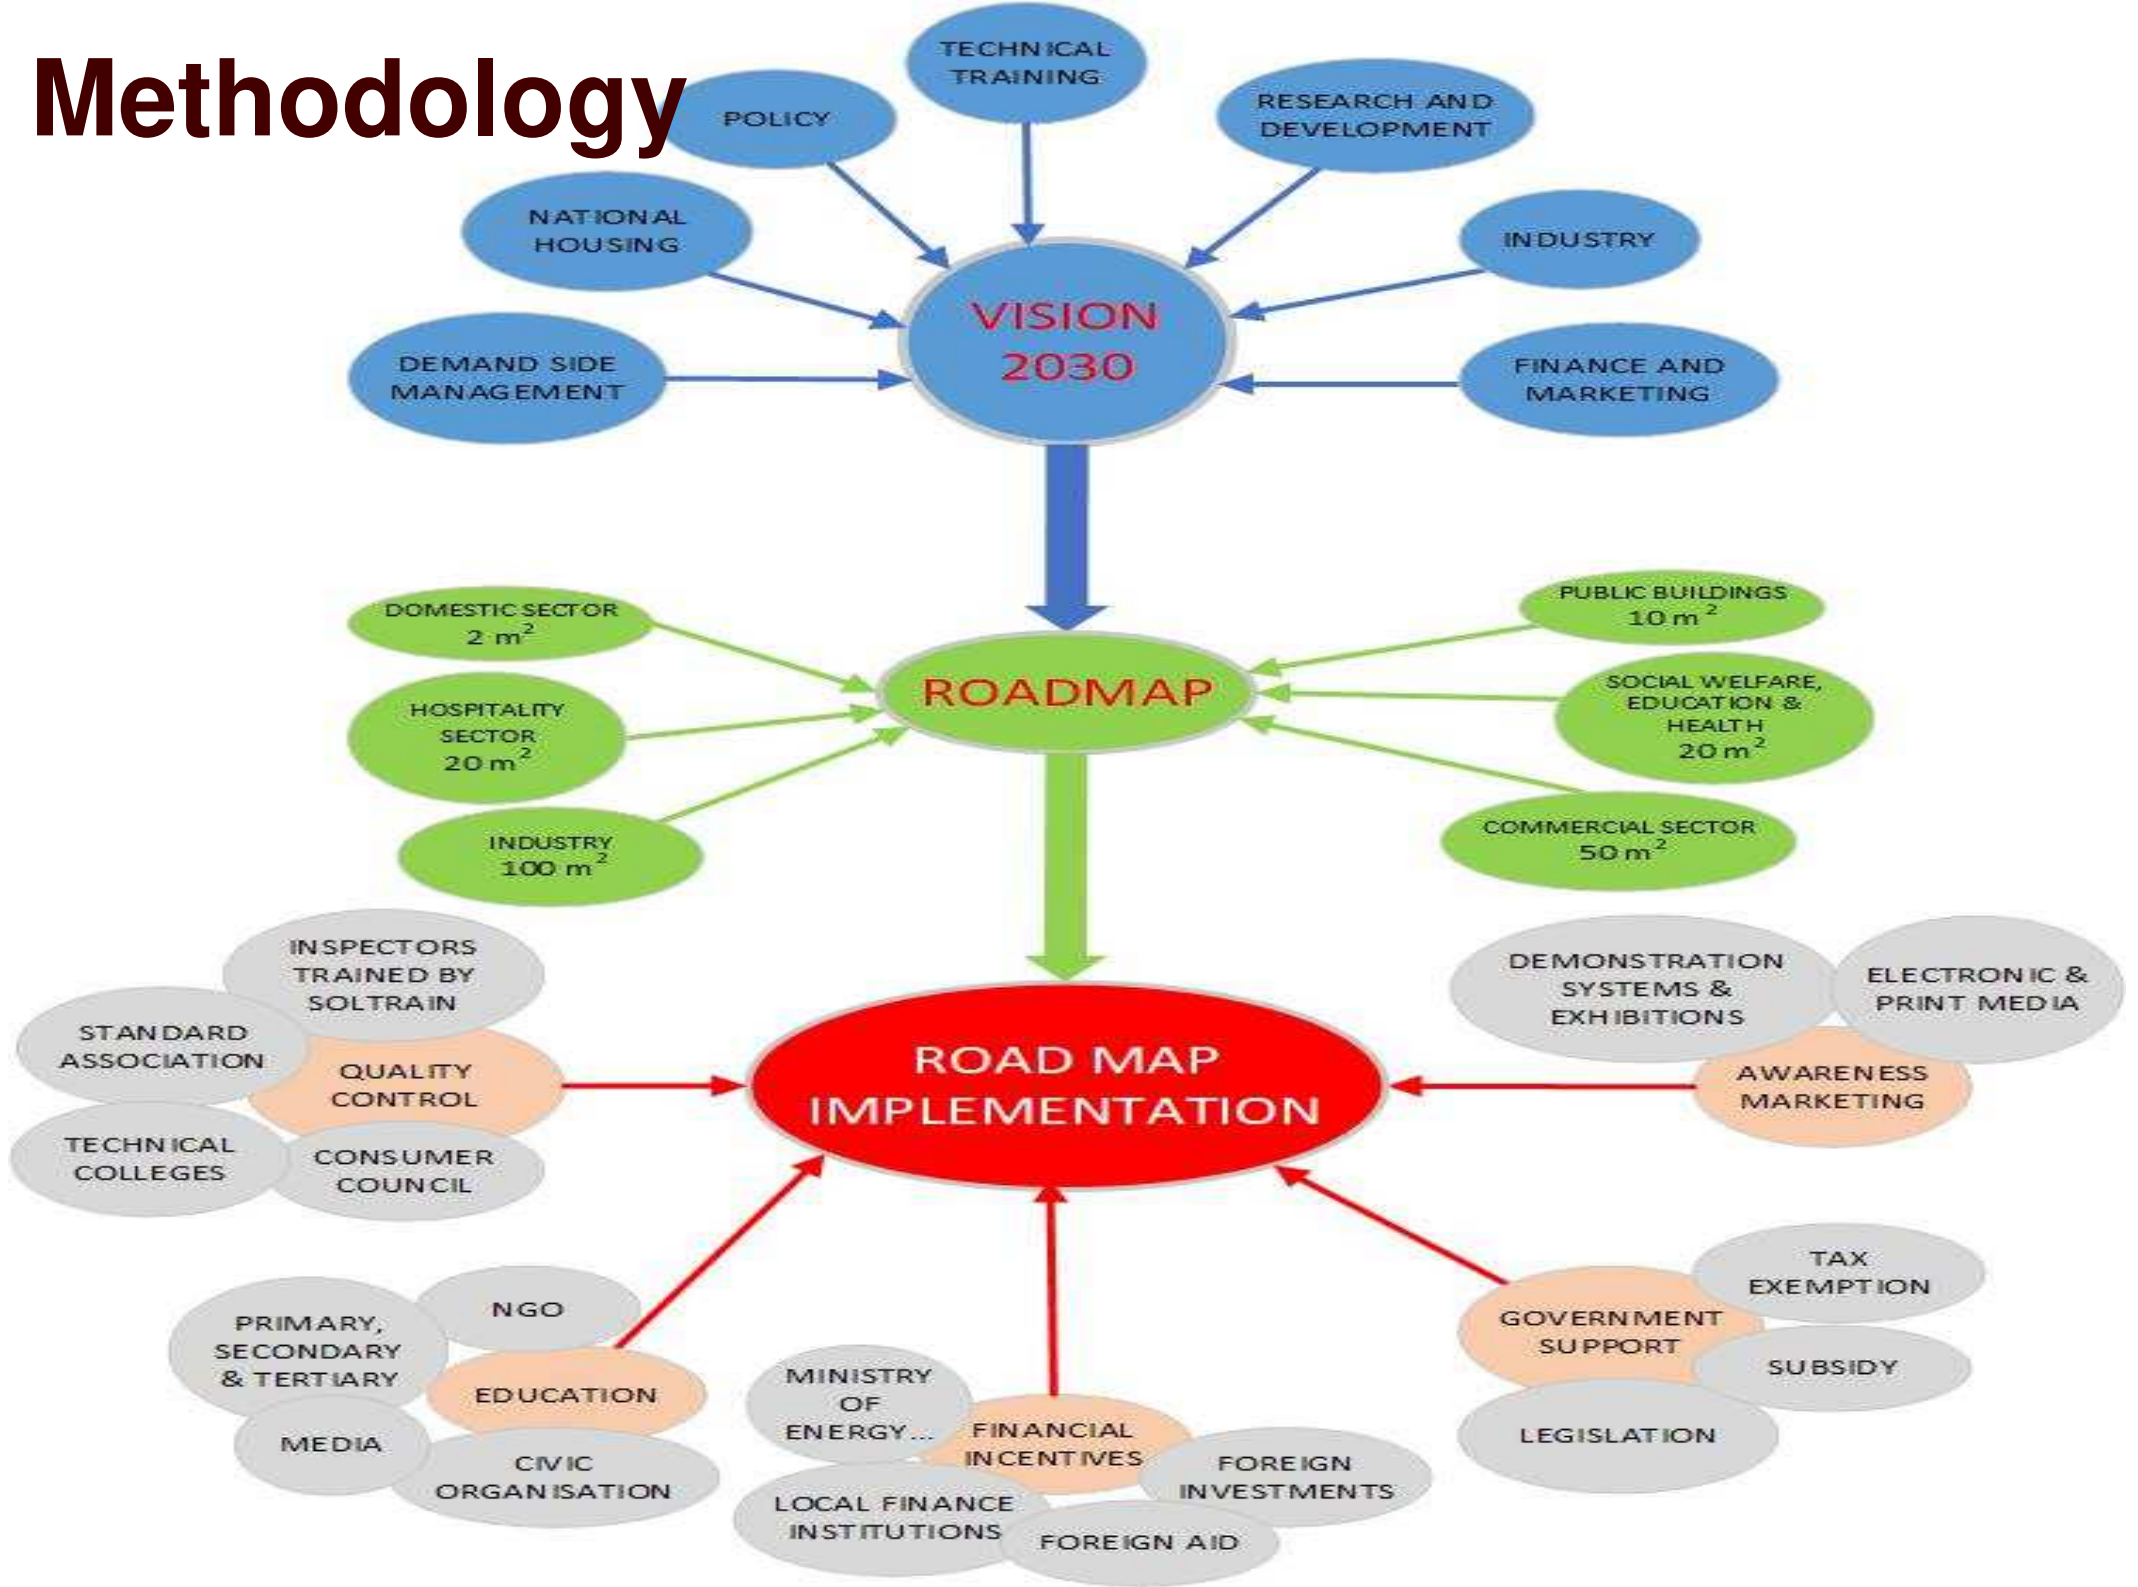 Methodology
TECHNICAL
TRAINING
POLICY
RESEARCH AND
DEVELOPMENT
NATIONAL
HOUSING
INDUSTRY
VISION
2030
DEMAND SIDE
MANAGEMENT
FINANCE AND
MARKETING
DOMESTIC SECTOR
2 m²
PUBLIC BUILDINGS
10 m²
ROADMAP
HOSPITALITY
SECTOR
20 m²
SOCIAL WELFARE,
EDUCATION &
HEALTH
20 m²
INDUSTRY
100 m²
COMMERCIAL SECTOR
50 m²
INSPECTORS
TRAINED BY
SOLTRAIN
STANDARD
ASSOCIATION
QUALITY
CONTROL
TECHNICAL
COLLEGES
CONSUMER
COUNCIL
ROAD MAP
IMPLEMENTATION
DEMONSTRATION
SYSTEMS &
EXHIBITIONS
ELECTRONIC &
PRINT MEDIA
AWARENESS
MARKETING
PRIMARY,
SECONDARY
& TERTIARY
NGO
EDUCATION
MEDIA
CIVIC
ORGANISATION
MINISTRY
OF
ENERGY...
FINANCIAL
INCENTIVES
LOCAL FINANCE
INSTITUTIONS
FOREIGN
INVESTMENTS
FOREIGN AID
TAX
EXEMPTION
GOVERNMENT
SUPPORT
SUBSIDY
LEGISLATION